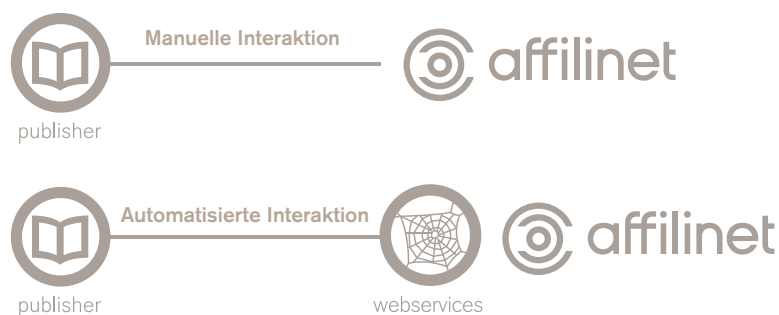 Manuelle Interaktion
affilinet
publisher
Automatisierte Interaktion
affilinet
publisher
webservices